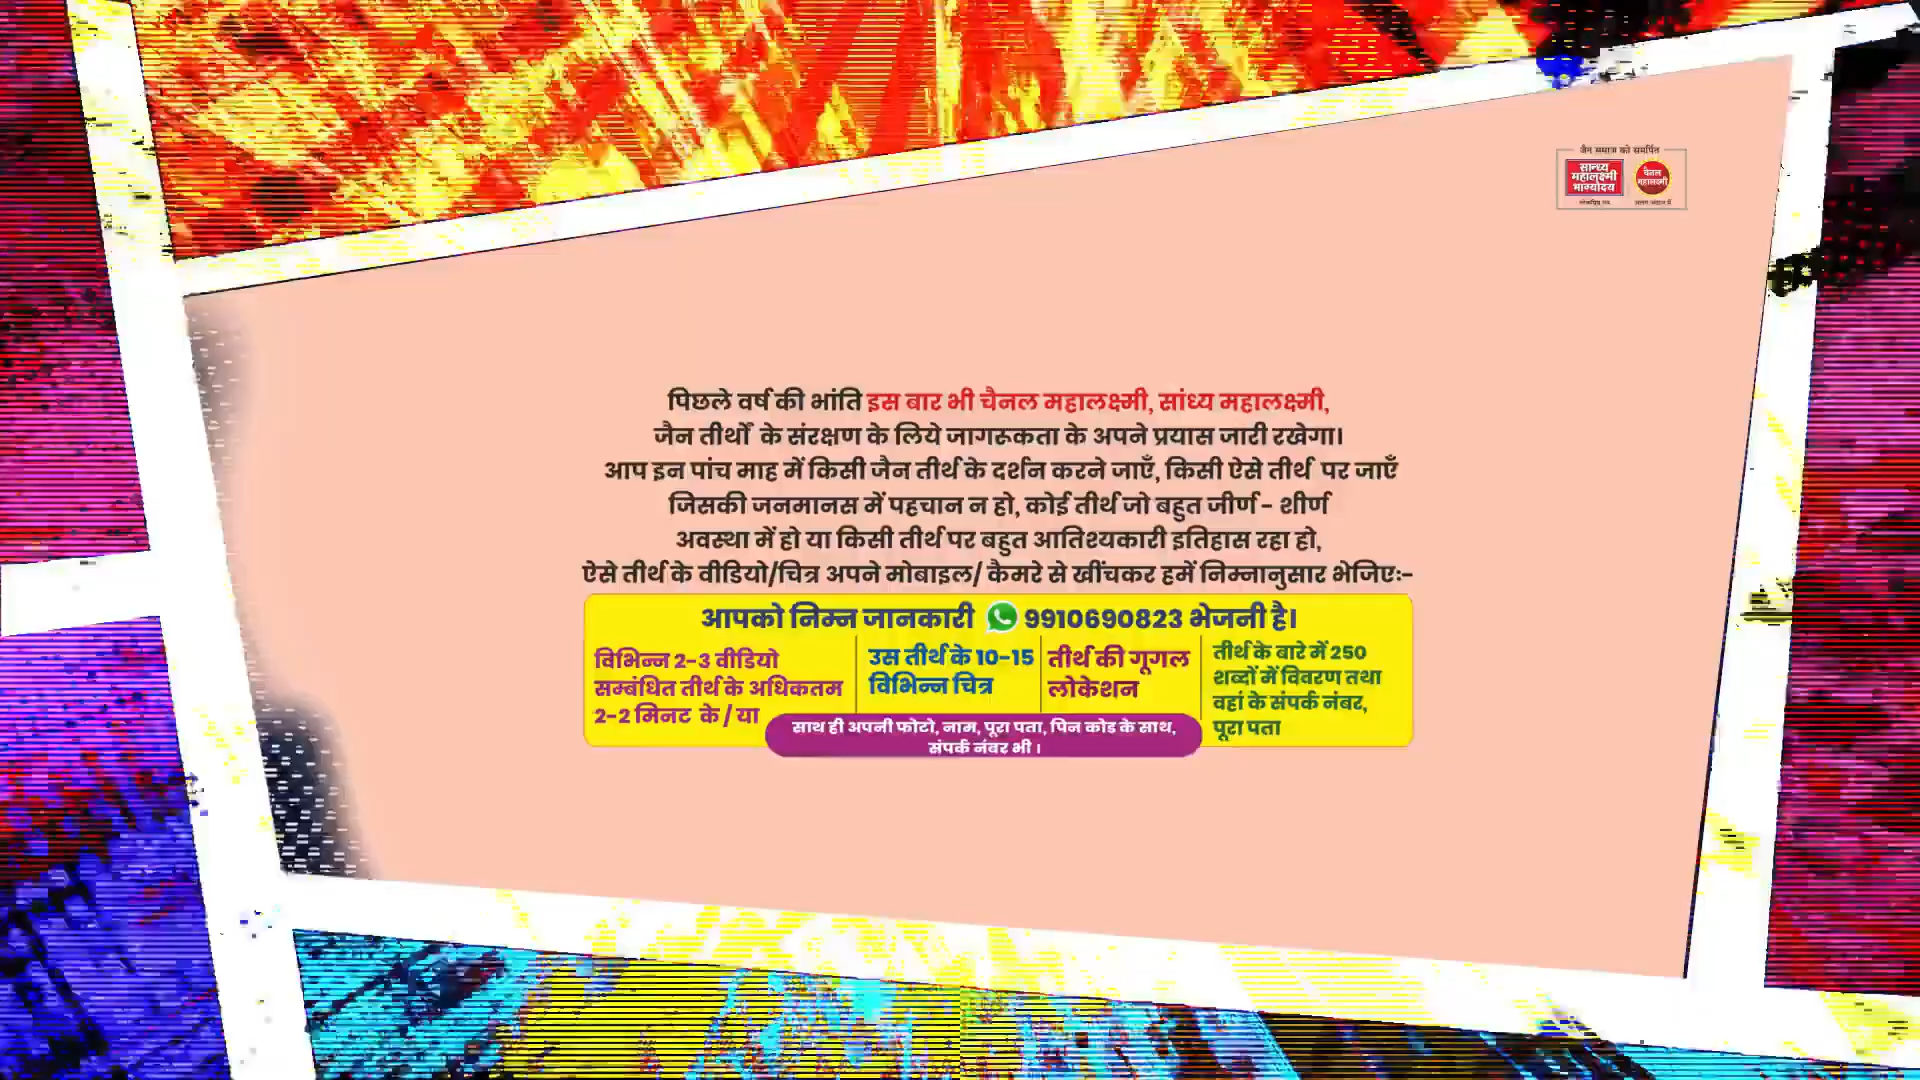 जैन समाज को समर्पित
सान्ध्य
महालक्ष्मी
भाग्योदय
चैनल
महालक्ष्मी
पिछले वर्ष की भांति इस बार भी चैनल महालक्ष्मी, सांध्य महालक्ष्मी,
जैन तीर्थों के संरक्षण के लिये जागरूकता के अपने प्रयास जारी रखेगा।
आप इन पांच माह में किसी जैन तीर्थ के दर्शन करने जाएँ, किसी ऐसे तीर्थ पर जाएँ
जिसकी जनमानस में पहचान न हो, कोई तीर्थ जो बहुत जीर्ण - शीर्ण
अवस्था में हो या किसी तीर्थ पर बहुत आतिश्यकारी इतिहास रहा हो,
ऐसे तीर्थ के वीडियो/चित्र अपने मोबाइल/ कैमरे से खींचकर हमें निम्नानुसार भेजिए:-
आपको निम्न जानकारी 9910690823 भेजनी है।
विभिन्न 2-3 वीडियो
सम्बंधित तीर्थ के अधिकतम
2-2 मिनट के / या
उस तीर्थ के 10-15
विभिन्न चित्र
तीर्थ की गूगल
लोकेशन
तीर्थ के बारे में 250
शब्दों में विवरण तथा
वहां के संपर्क नंबर,
पूरा पता
साथ ही अपनी फोटो, नाम, पूरा पता, पिन कोड के साथ,
संपर्क नंबर भी ।